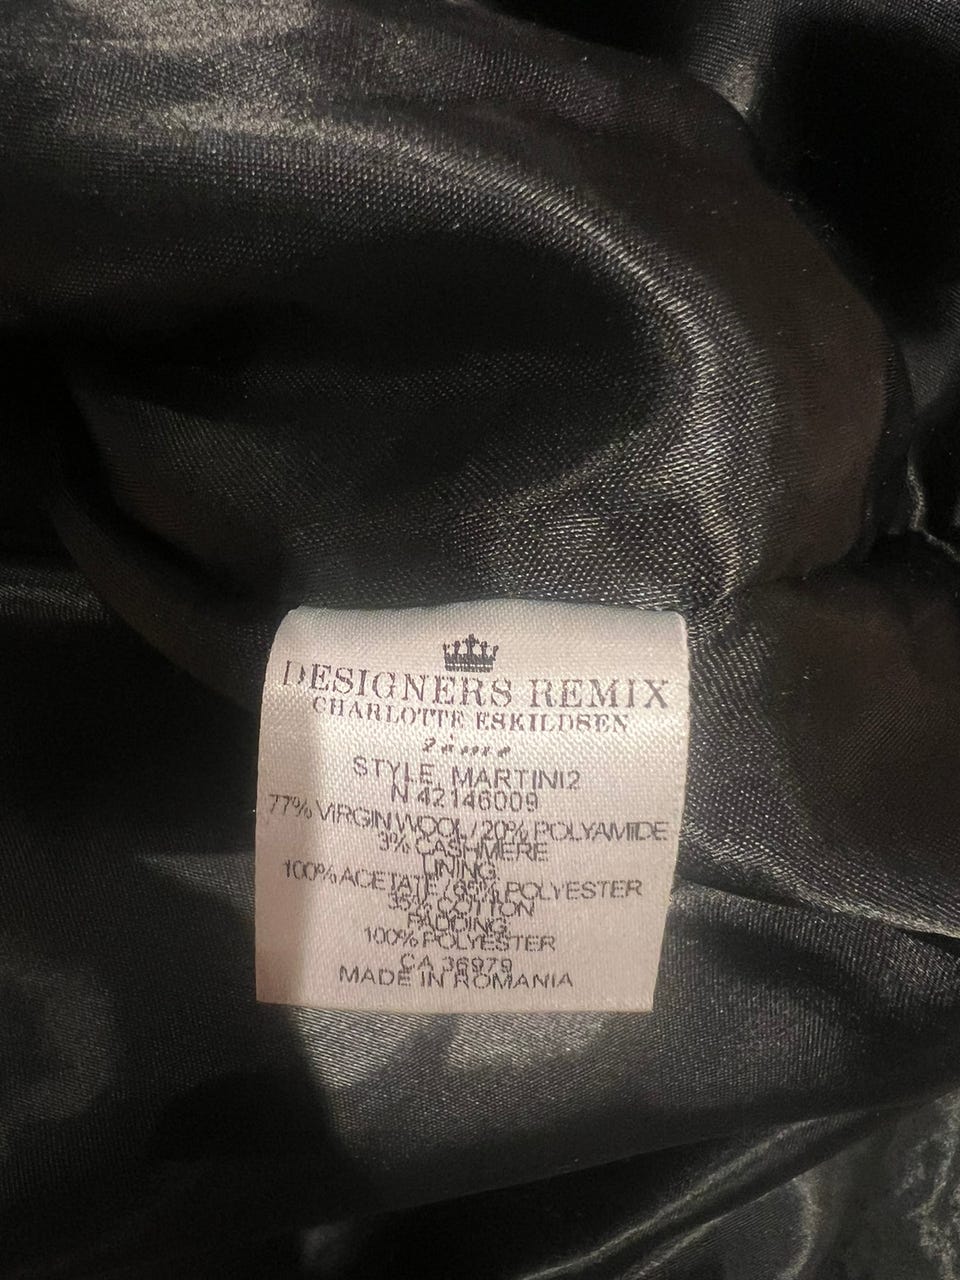 DESIGNERS REMIX
CHARLOTTE ESKILDSEN
2ème
STYLE. MARTINI2
N 42146009
77% VIRGIN WOOL / 20% POLYAMIDE
3% CASHMERE
LINING:
100% ACETATE / 65% POLYESTER
35% COTTON
PADDING:
100% POLYESTER
CA 36979
MADE IN ROMANIA